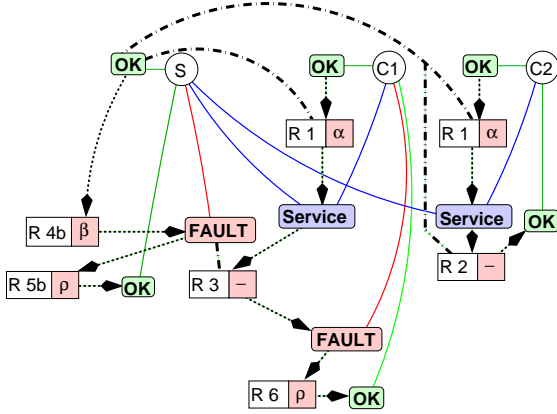 OK S OK C1 OK C2
R 1 α R 1 α
Service Service
R 4b β FAULT OK
R 5b ρ OK R 3 – R 2 –
FAULT
R 6 ρ OK